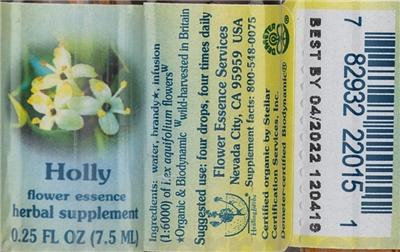 Holly
flower essence
herbal supplement
0.25 FL OZ (7.5 ML)
Ingredients: water, brandy★, infusion
(1:6000) of ilex aquifolium flowersᵂ
★Organic & Biodynamic ᵂwild-harvested in Britain
Suggested use: four drops, four times daily
Flower Essence Services
Nevada City, CA 95959 USA
Supplement facts: 800-548-0075
HealingHerbs
Certified organic by Stellar
Certification Services, Inc.
Demeter-certified Biodynamic®
BEST BY 04/2022 120419
7 82932 22015 1